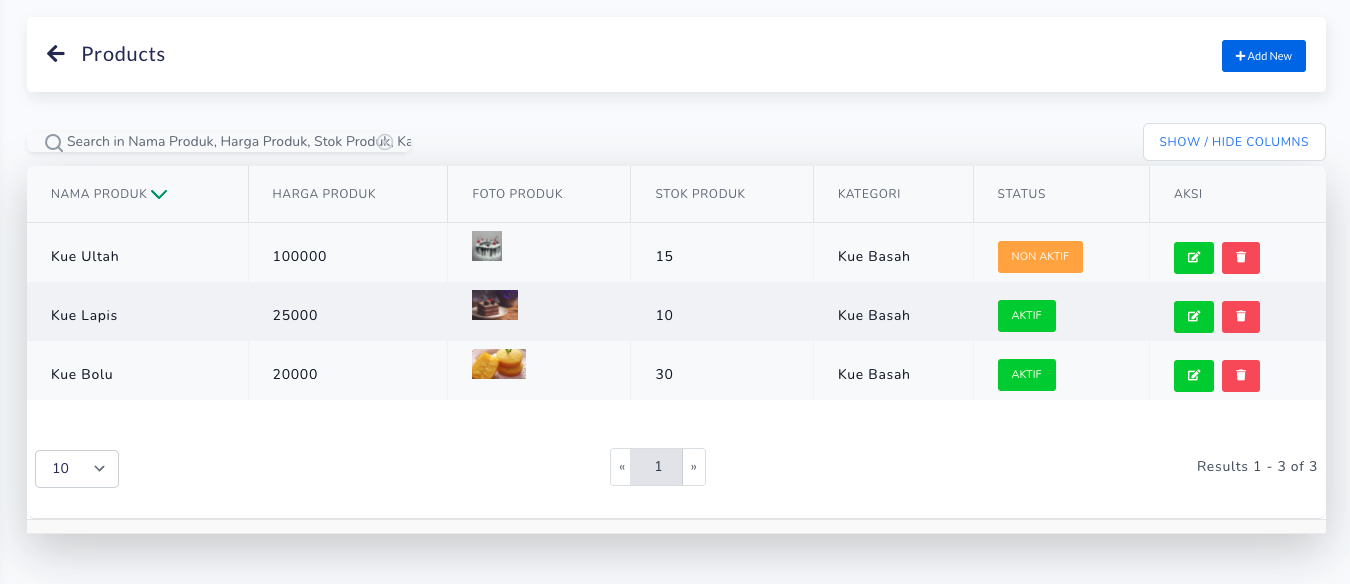 Products
Add New
Search in Nama Produk, Harga Produk, Stok Produk, Ka
SHOW / HIDE COLUMNS
NAMA PRODUK HARGA PRODUK FOTO PRODUK STOK PRODUK KATEGORI STATUS AKSI
Kue Ultah 100000 15 Kue Basah NON AKTIF
Kue Lapis 25000 10 Kue Basah AKTIF
Kue Bolu 20000 30 Kue Basah AKTIF
10 « 1 » Results 1 - 3 of 3